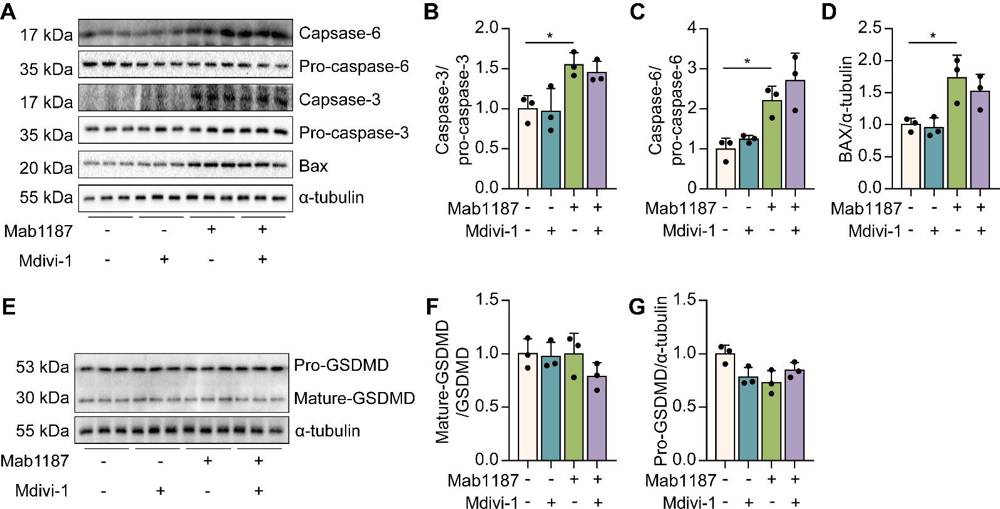 A
17 kDa Capsase-6
35 kDa Pro-caspase-6
17 kDa Capsase-3
35 kDa Pro-caspase-3
20 kDa Bax
55 kDa α-tubulin
Mab1187 - - + +
Mdivi-1 - + - +
B
Caspase-3/
pro-caspase-3
2.0
1.5
1.0
0.5
0.0
*
Mab1187 - - + +
Mdivi-1 - + - +
C
Caspase-6/
pro-caspase-6
4
3
2
1
0
*
Mab1187 - - + +
Mdivi-1 - + - +
D
BAX/α-tubulin
2.5
2.0
1.5
1.0
0.5
0.0
*
Mab1187 - - + +
Mdivi-1 - + - +
E
53 kDa Pro-GSDMD
30 kDa Mature-GSDMD
55 kDa α-tubulin
Mab1187 - - + +
Mdivi-1 - + - +
F
Mature-GSDMD
/GSDMD
1.5
1.0
0.5
0.0
Mab1187 - - + +
Mdivi-1 - + - +
G
Pro-GSDMD/α-tubulin
1.5
1.0
0.5
0.0
Mab1187 - - + +
Mdivi-1 - + - +